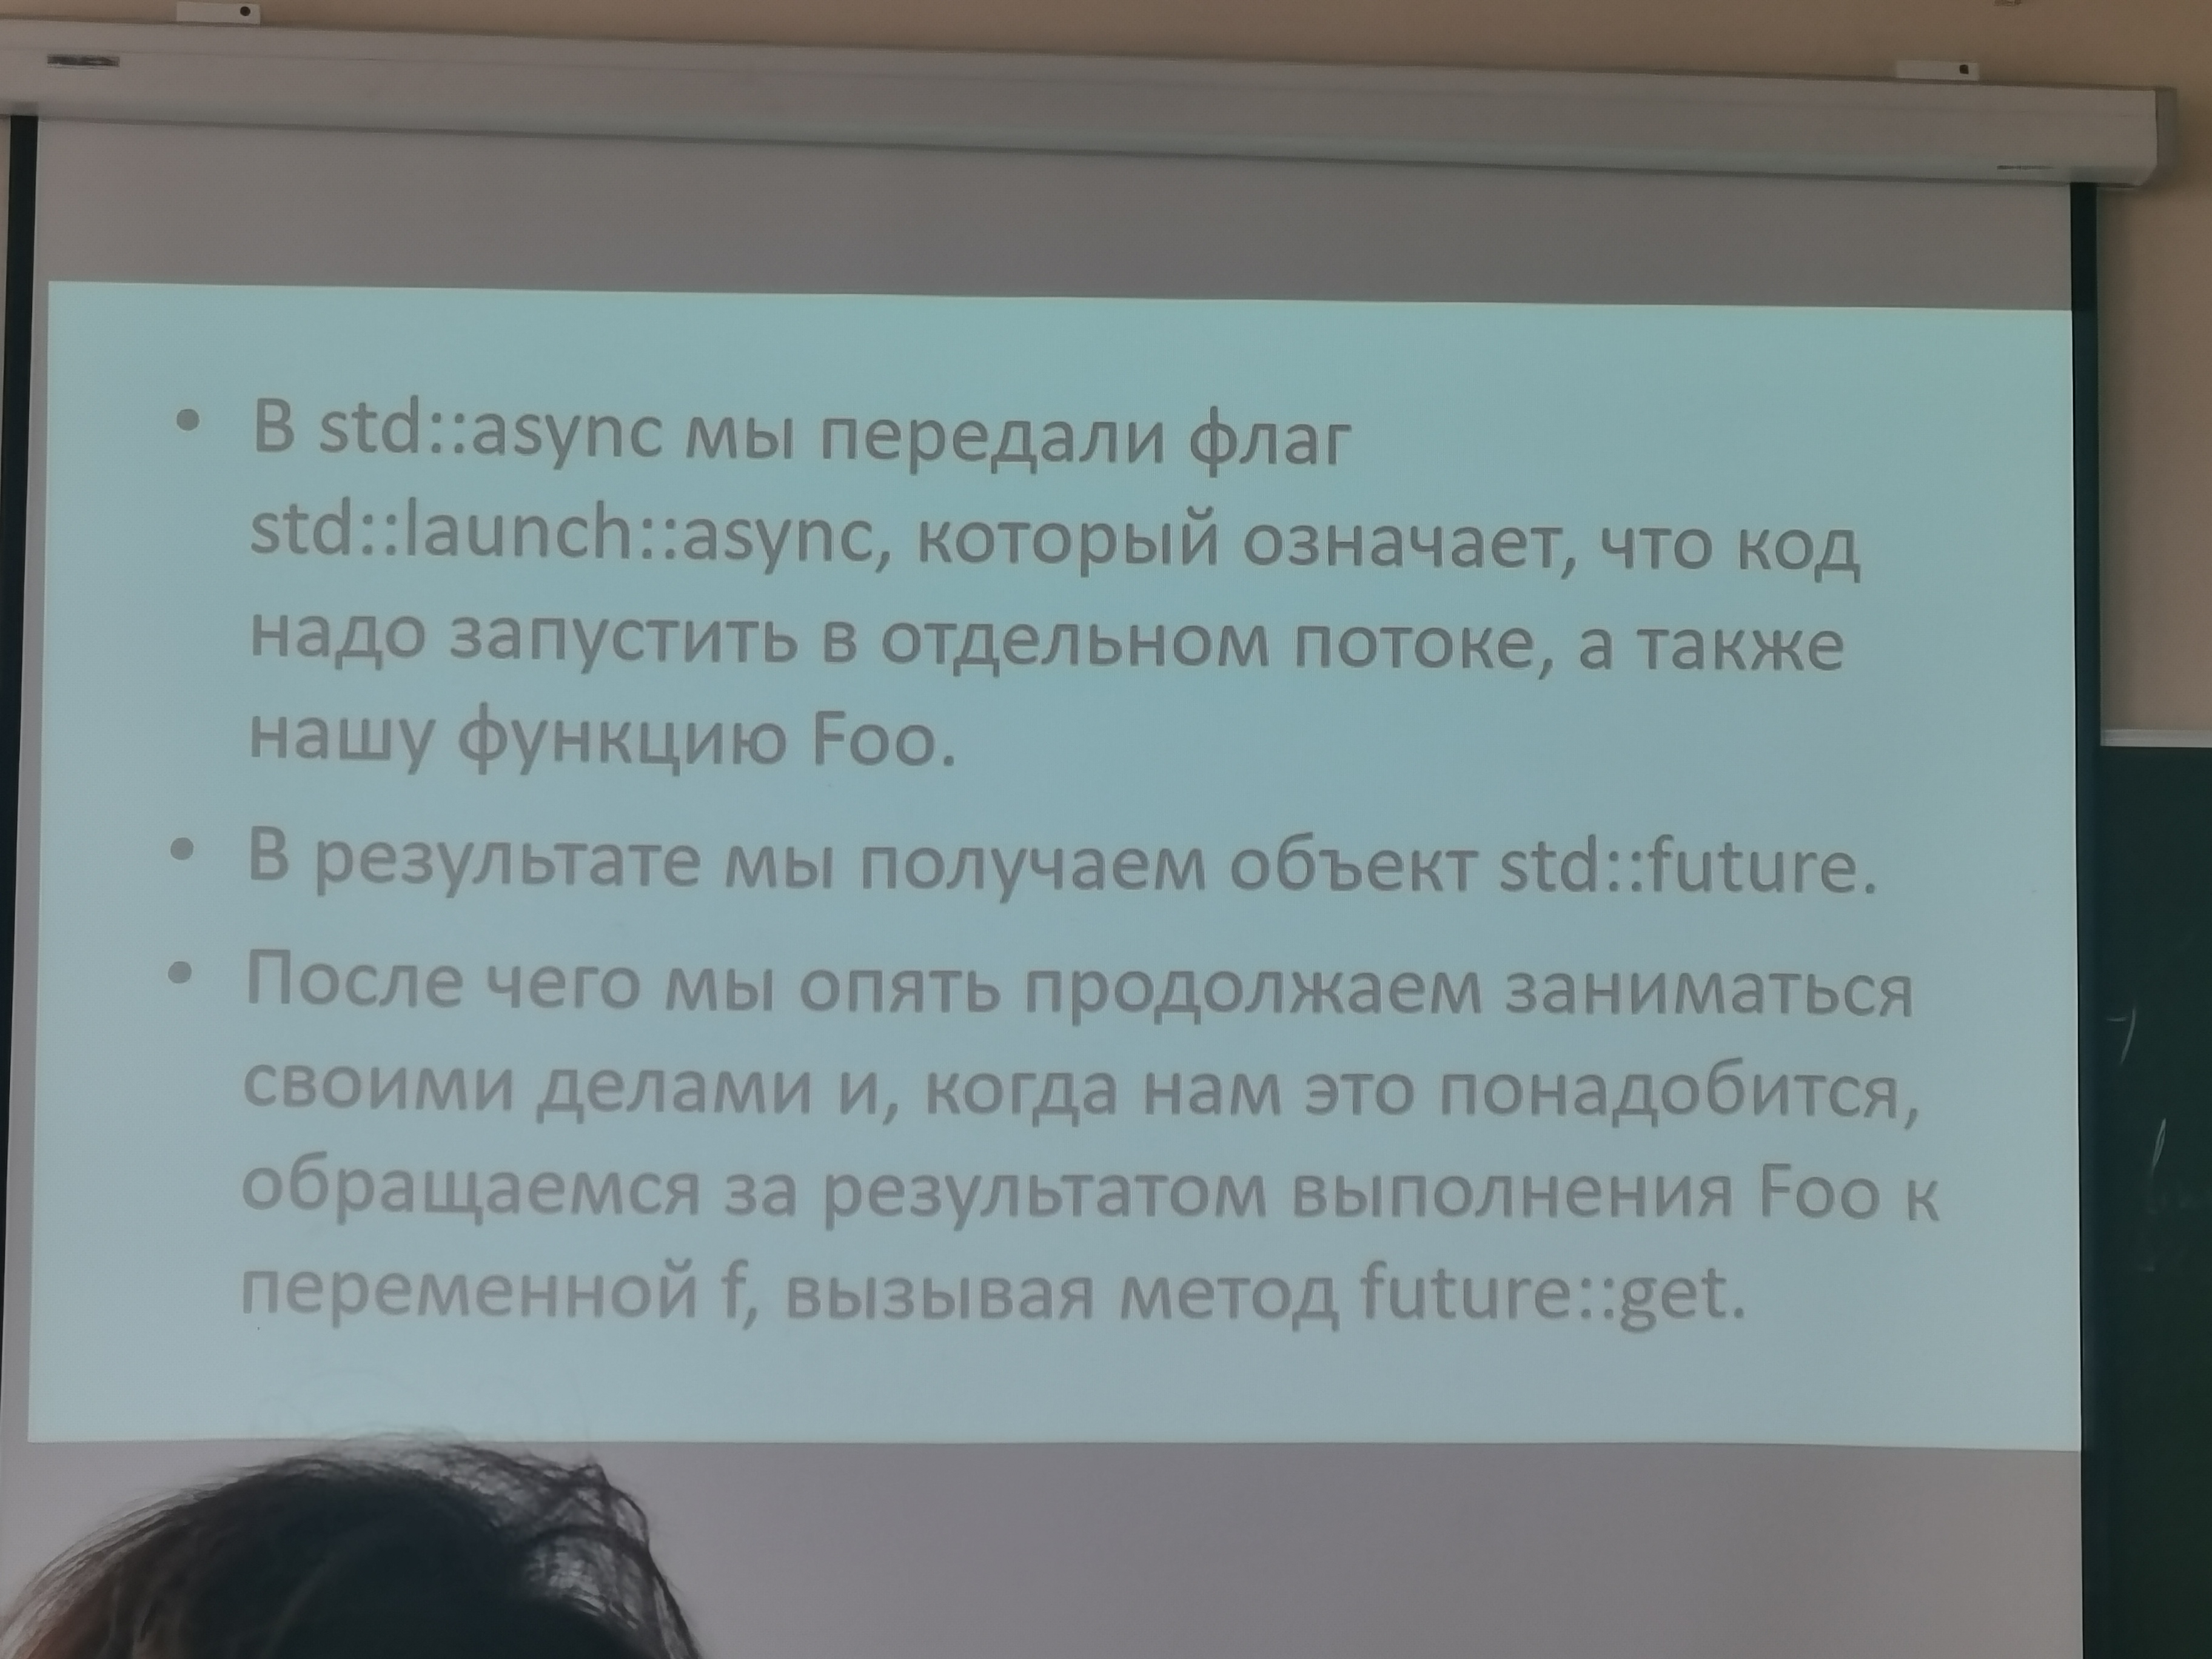 • В std::async мы передали флаг
std::launch::async, который означает, что код
надо запустить в отдельном потоке, а также
нашу функцию Foo.
• В результате мы получаем объект std::future.
• После чего мы опять продолжаем заниматься
своими делами и, когда нам это понадобится,
обращаемся за результатом выполнения Foo к
переменной f, вызывая метод future::get.